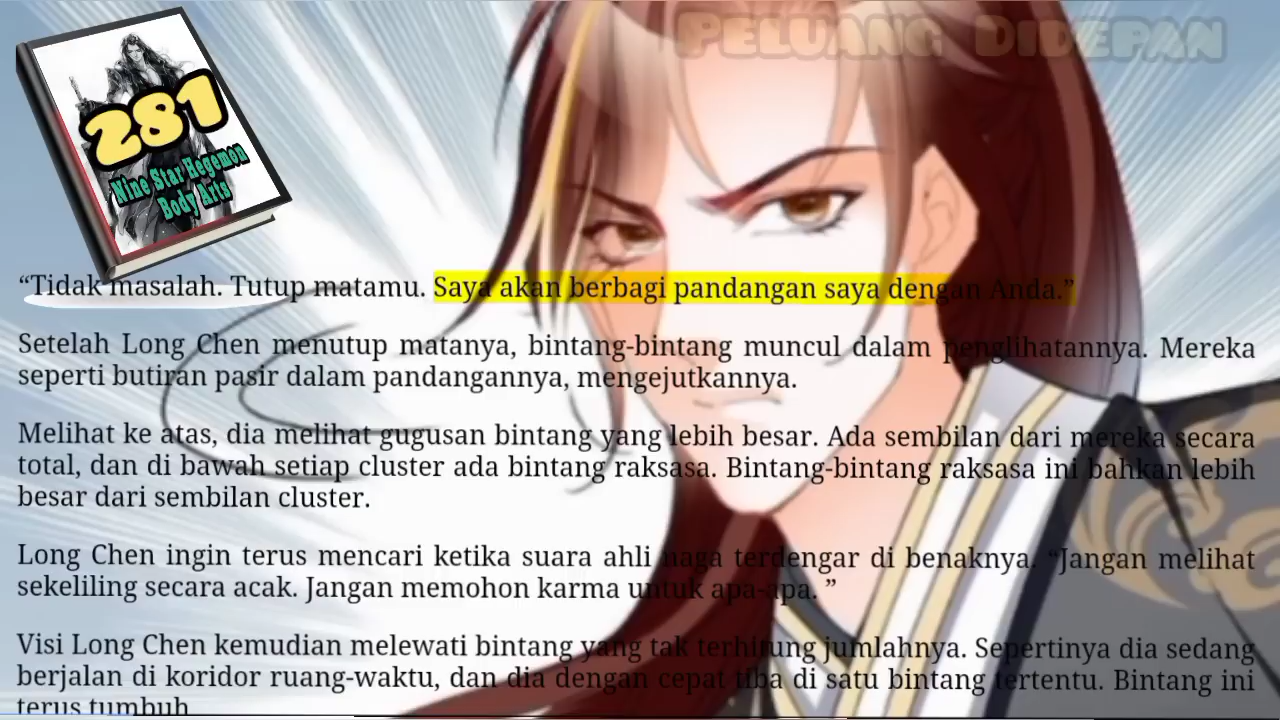 PELUANG DIDEPAN
281
Nine Star Hegemon
Body Arts
“Tidak masalah. Tutup matamu. Saya akan berbagi pandangan saya dengan Anda.”
Setelah Long Chen menutup matanya, bintang-bintang muncul dalam penglihatannya. Mereka
seperti butiran pasir dalam pandangannya, mengejutkannya.
Melihat ke atas, dia melihat gugusan bintang yang lebih besar. Ada sembilan dari mereka secara
total, dan di bawah setiap cluster ada bintang raksasa. Bintang-bintang raksasa ini bahkan lebih
besar dari sembilan cluster.
Long Chen ingin terus mencari ketika suara ahli naga terdengar di benaknya. “Jangan melihat
sekeliling secara acak. Jangan memohon karma untuk apa-apa. ”
Visi Long Chen kemudian melewati bintang yang tak terhitung jumlahnya. Sepertinya dia sedang
berjalan di koridor ruang-waktu, dan dia dengan cepat tiba di satu bintang tertentu. Bintang ini
terus tumbuh